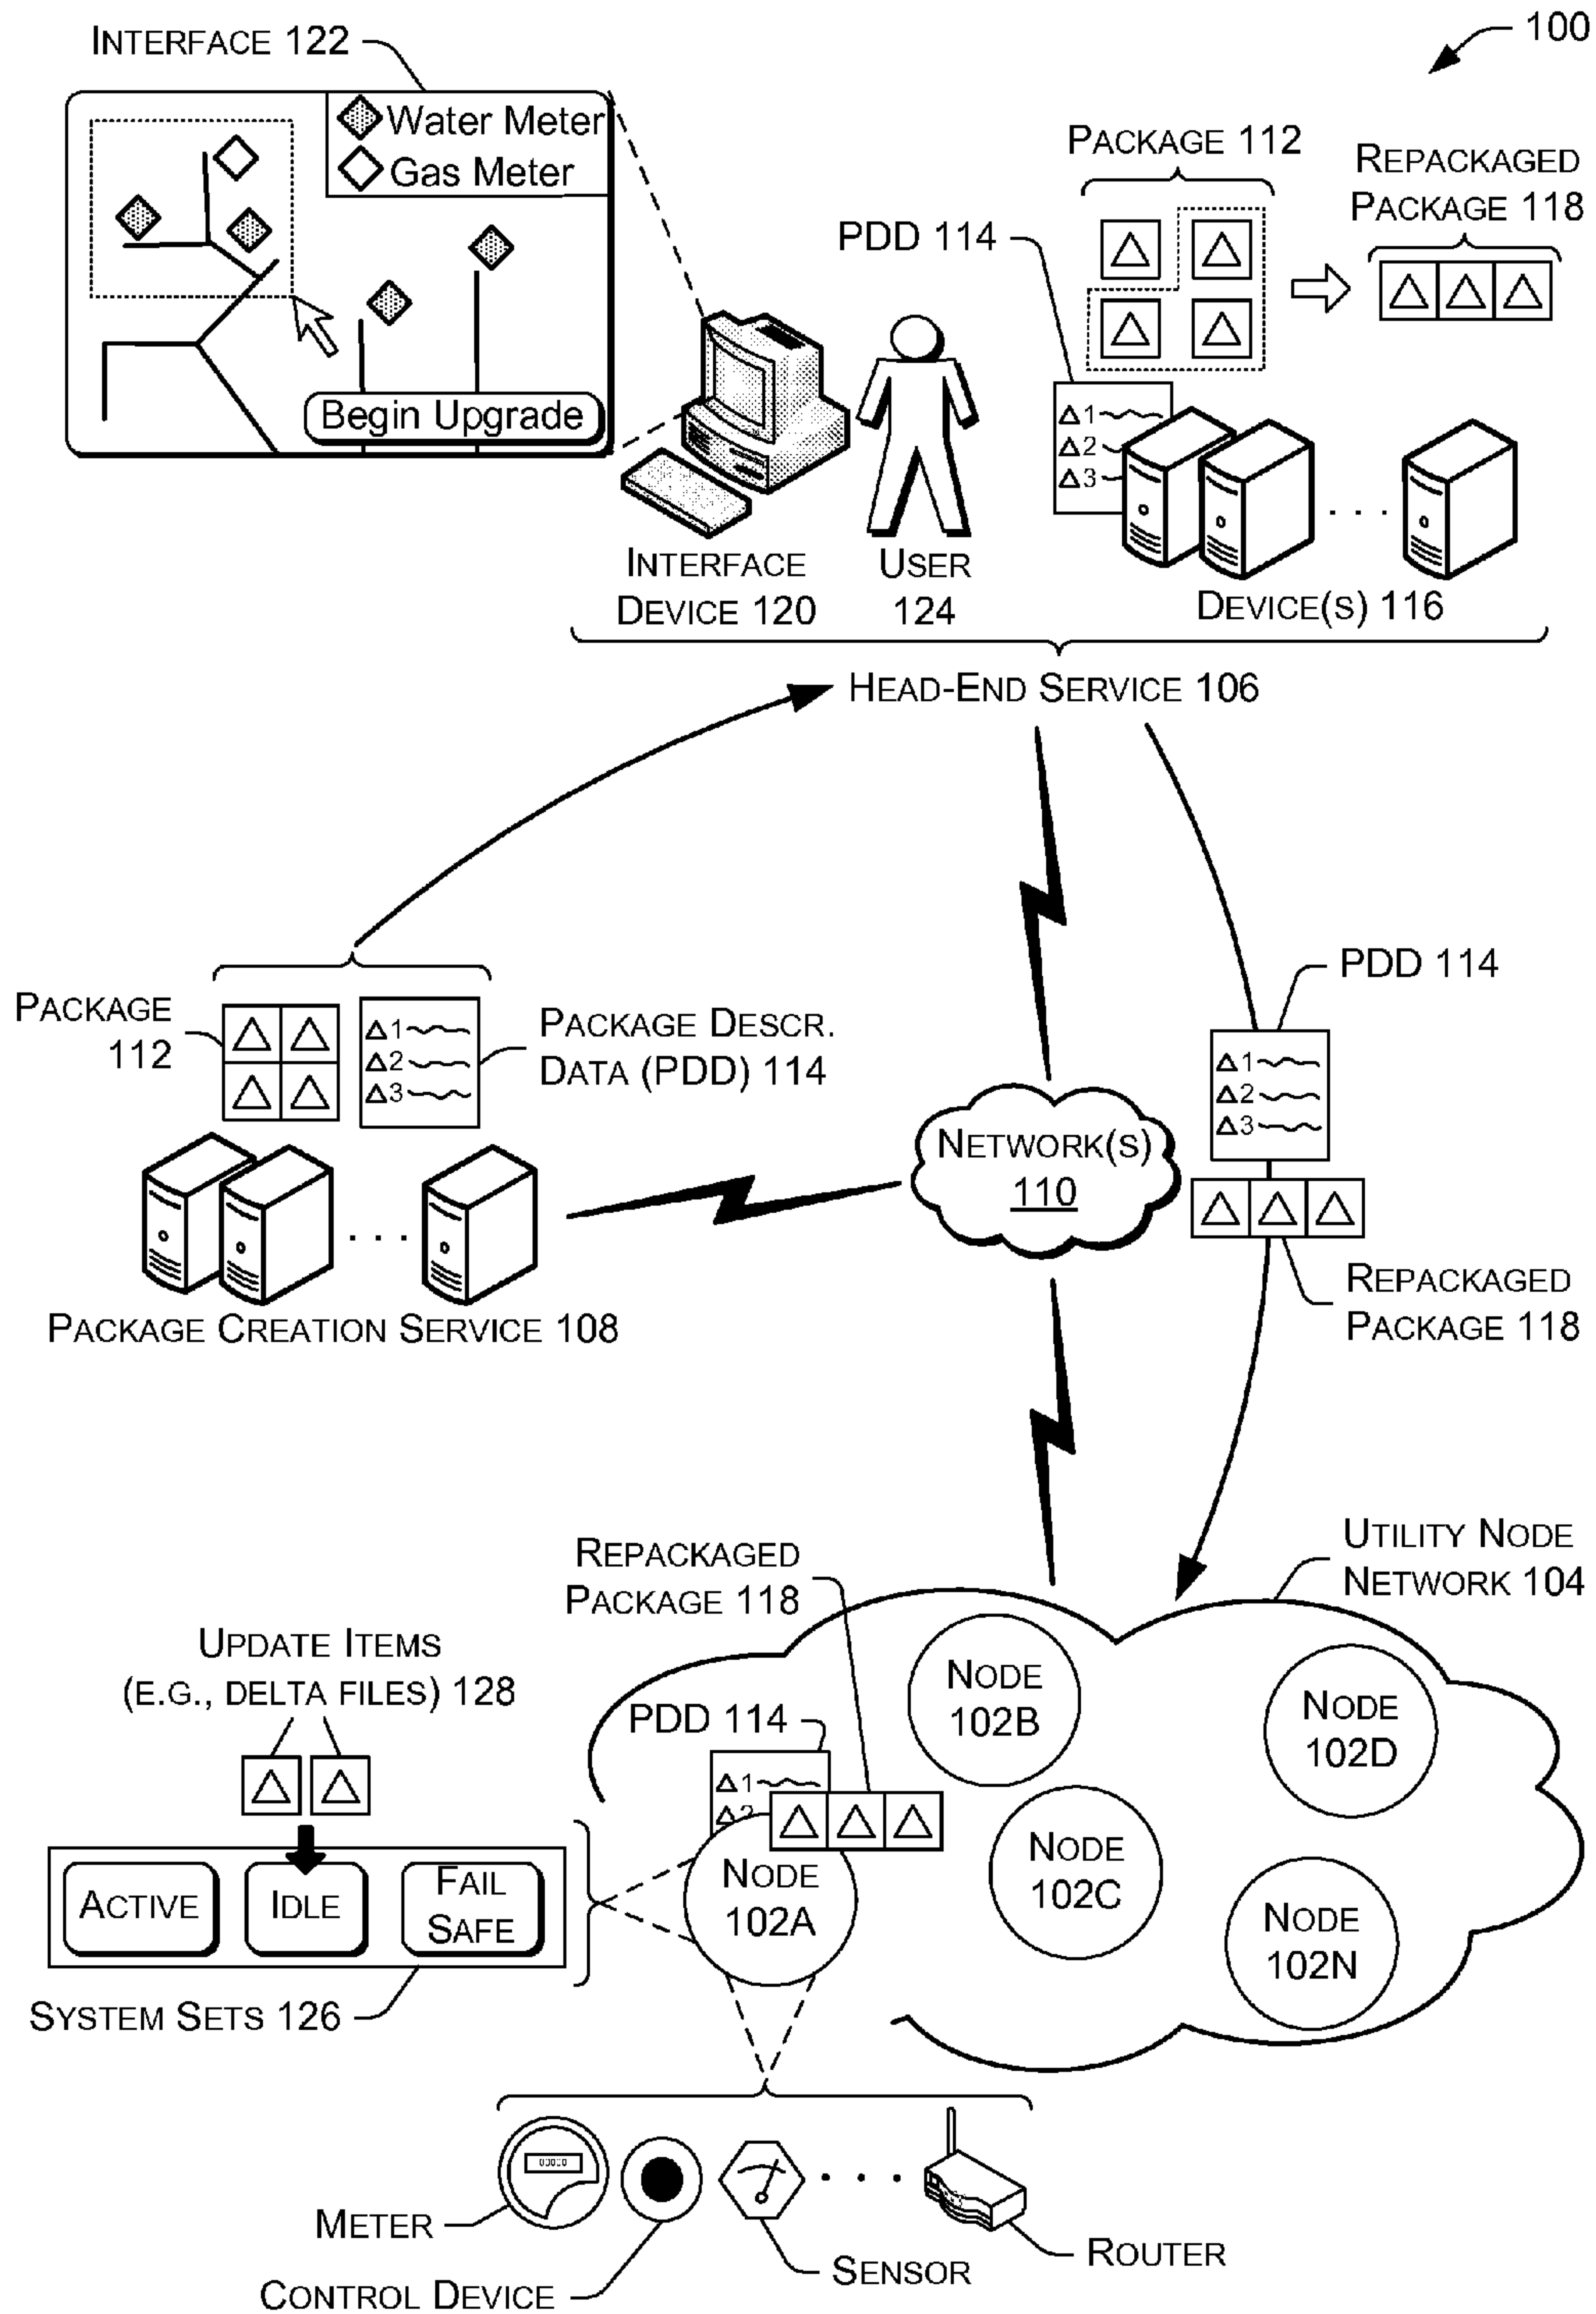 100
INTERFACE 122
Water Meter
Gas Meter
Begin Upgrade
PACKAGE 112
REPACKAGED
PACKAGE 118
PDD 114
Δ1
Δ2
Δ3
INTERFACE
DEVICE 120
USER
124
DEVICE(S) 116
HEAD-END SERVICE 106
PACKAGE
112
Δ1
Δ2
Δ3
PACKAGE DESCR.
DATA (PDD) 114
PACKAGE CREATION SERVICE 108
NETWORK(S)
110
PDD 114
Δ1
Δ2
Δ3
REPACKAGED
PACKAGE 118
UTILITY NODE
NETWORK 104
REPACKAGED
PACKAGE 118
UPDATE ITEMS
(E.G., DELTA FILES) 128
PDD 114
Δ1
Δ2
NODE
102A
NODE
102B
NODE
102C
NODE
102D
NODE
102N
ACTIVE
IDLE
FAIL
SAFE
SYSTEM SETS 126
00000
METER
CONTROL DEVICE
SENSOR
ROUTER